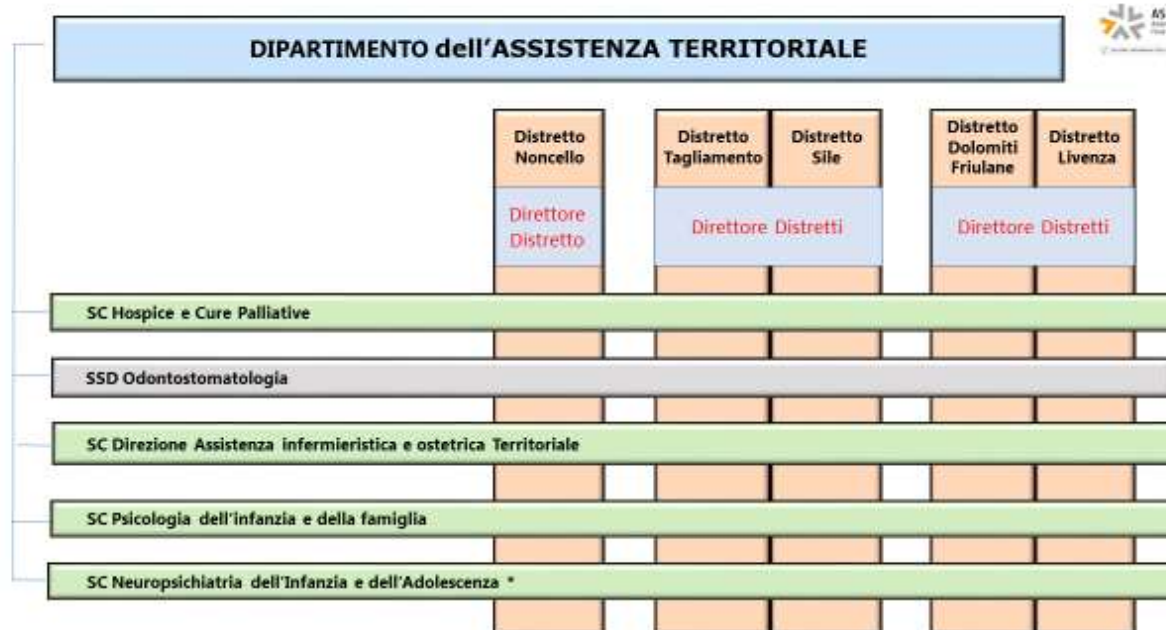 DIPARTIMENTO dell'ASSISTENZA TERRITORIALE
AS
Distretto
Noncello
Distretto
Tagliamento
Distretto
Sile
Distretto
Dolomiti
Friulane
Distretto
Livenza
Direttore
Distretto
Direttore Distretti
Direttore Distretti
SC Hospice e Cure Palliative
SSD Odontostomatologia
SC Direzione Assistenza infermieristica e ostetrica Territoriale
SC Psicologia dell'infanzia e della famiglia
SC Neuropsichiatria dell'Infanzia e dell'Adolescenza *